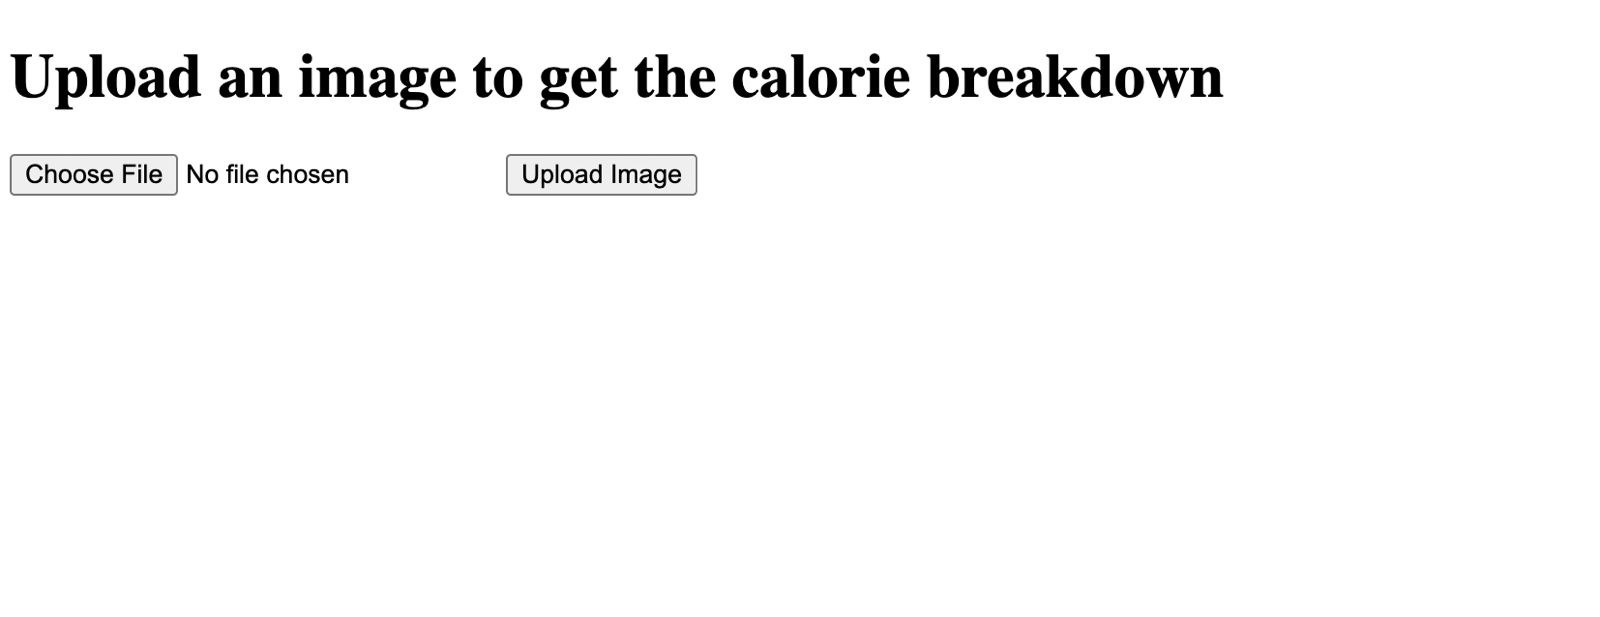 Upload an image to get the calorie breakdown
Choose File No file chosen Upload Image